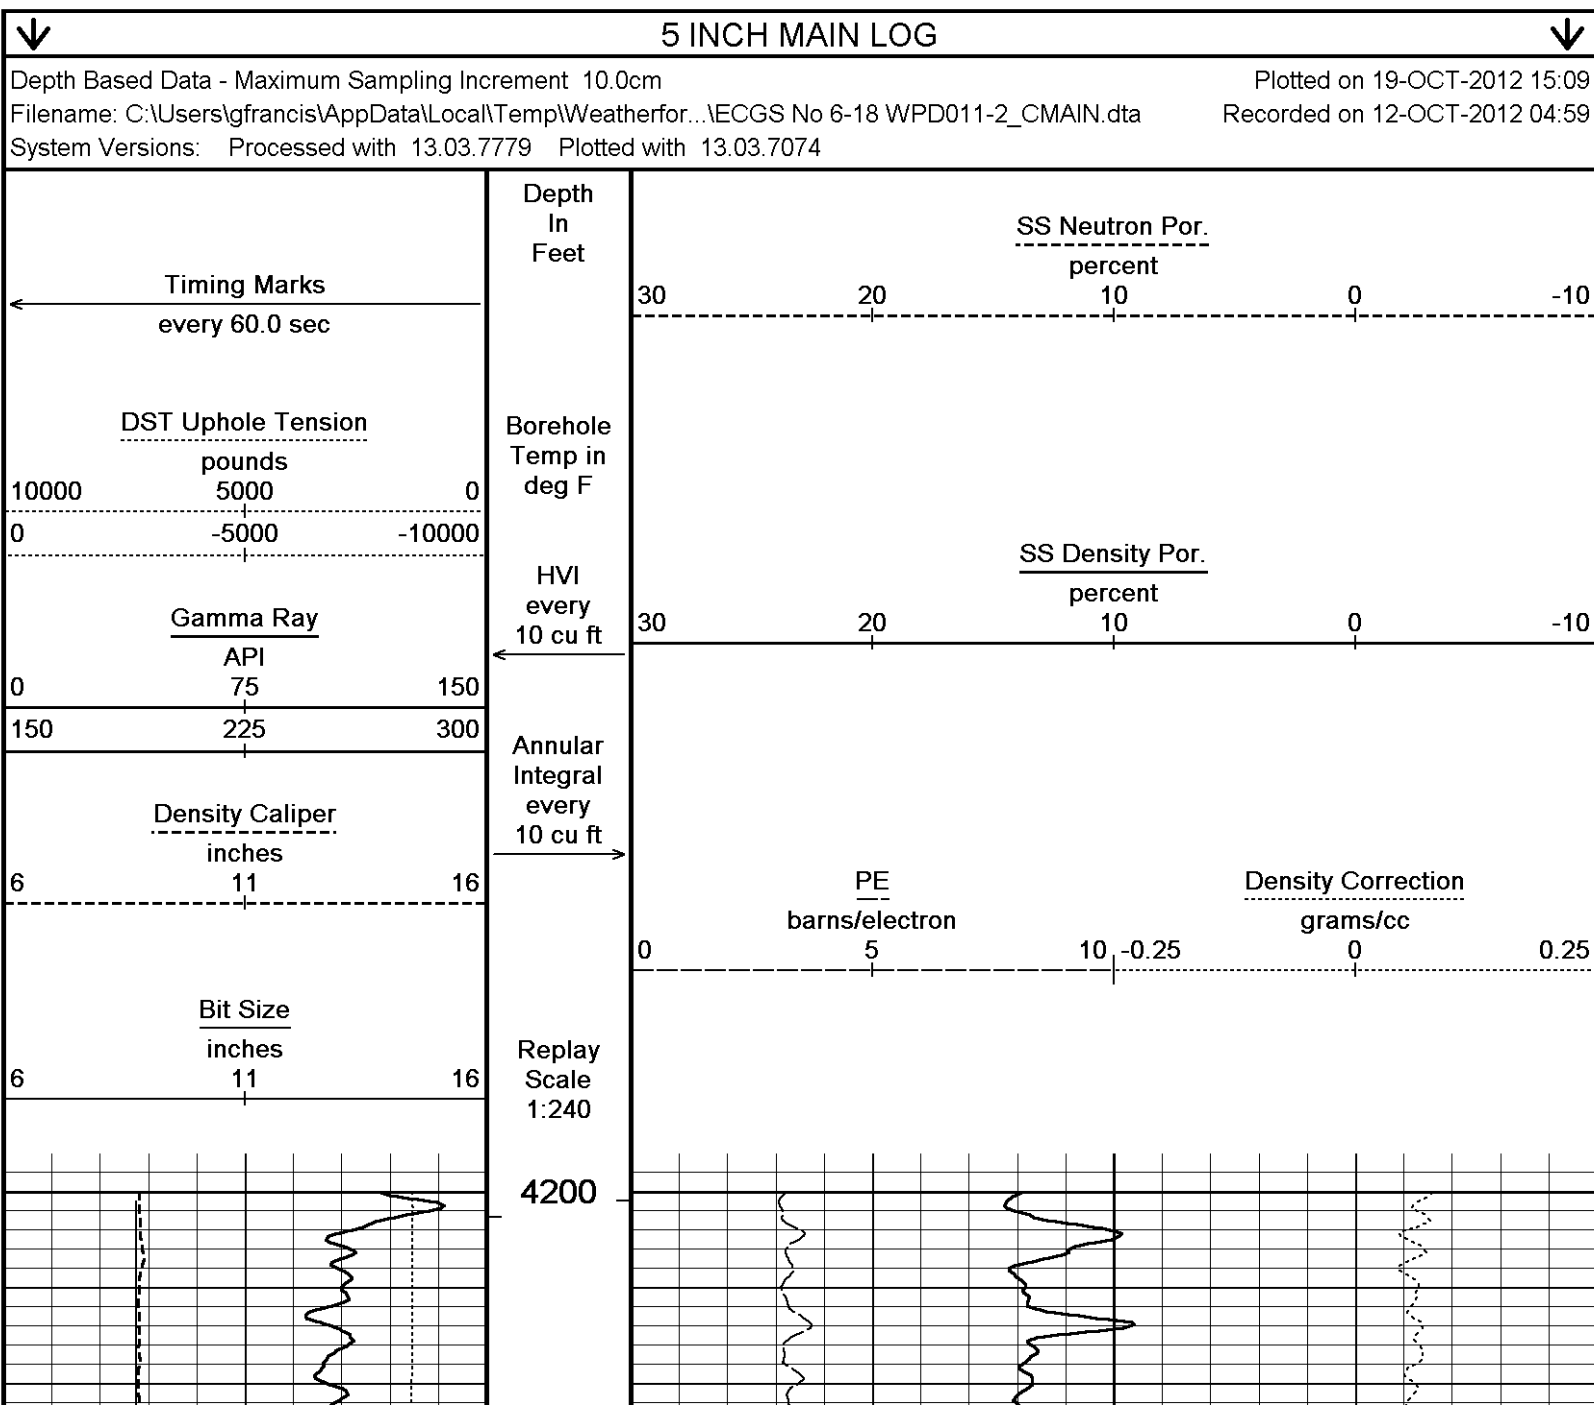 5 INCH MAIN LOG
Depth Based Data - Maximum Sampling Increment 10.0cm
Plotted on 19-OCT-2012 15:09
Filename: C:\Users\gfrancis\AppData\Local\Temp\Weatherfor...\ECGS No 6-18 WPD011-2_CMAIN.dta
Recorded on 12-OCT-2012 04:59
System Versions: Processed with 13.03.7779 Plotted with 13.03.7074
Timing Marks
every 60.0 sec
DST Uphole Tension
pounds
10000 5000 0
0 -5000 -10000
Gamma Ray
API
0 75 150
150 225 300
Density Caliper
inches
6 11 16
Bit Size
inches
6 11 16
Depth
In
Feet
Borehole
Temp in
deg F
HVI
every
10 cu ft
Annular
Integral
every
10 cu ft
Replay
Scale
1:240
4200
SS Neutron Por.
percent
30 20 10 0 -10
SS Density Por.
percent
30 20 10 0 -10
PE
barns/electron
0 5 10
Density Correction
grams/cc
-0.25 0 0.25